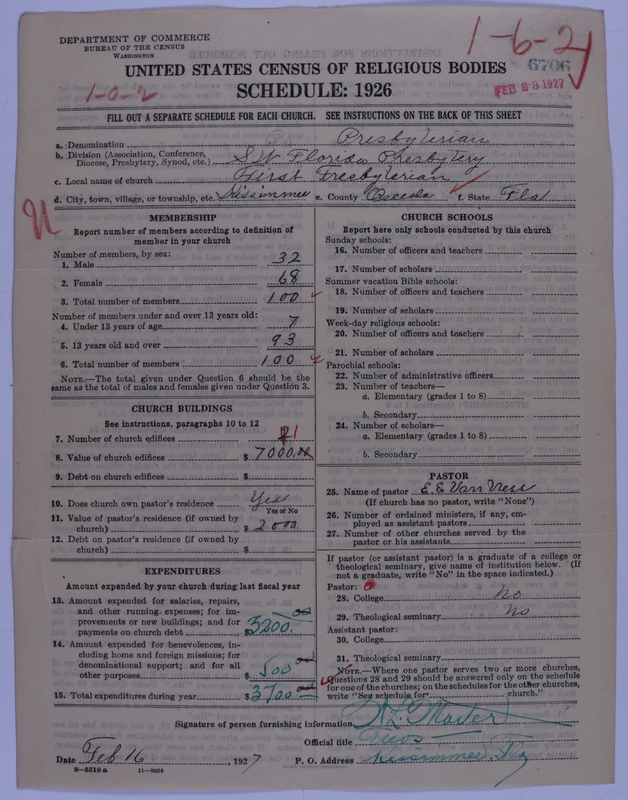 DEPARTMENT OF COMMERCE
BUREAU OF THE CENSUS
WASHINGTON
1-6-2
6706
FEB 23 1927
UNITED STATES CENSUS OF RELIGIOUS BODIES
1-0-2
SCHEDULE: 1926
FILL OUT A SEPARATE SCHEDULE FOR EACH CHURCH. SEE INSTRUCTIONS ON THE BACK OF THIS SHEET
a. Denomination Presbyterian
b. Division (Association, Conference, Diocese, Presbytery, Synod, etc.) S W Florida Presbytery
c. Local name of church First Presbyterian
d. City, town, village, or township, etc. Kissimmee e. County Osceola f. State Fla
MEMBERSHIP
Report number of members according to definition of
member in your church
Number of members, by sex:
1. Male 32
2. Female 68
3. Total number of members 100
Number of members under and over 13 years old:
4. Under 13 years of age 7
5. 13 years old and over 93
6. Total number of members 100
NOTE.—The total given under Question 6 should be the
same as the total of males and females given under Question 3.
CHURCH BUILDINGS
See instructions, paragraphs 10 to 12
7. Number of church edifices 1
8. Value of church edifices $ 7000.00
9. Debt on church edifices $
10. Does church own pastor's residence Yes
Yes or No
11. Value of pastor's residence (if owned by
church) $ 2000
12. Debt on pastor's residence (if owned by
church) $
EXPENDITURES
Amount expended by your church during last fiscal year
13. Amount expended for salaries, repairs,
and other running expenses; for im-
provements or new buildings; and for
payments on church debt $ 3200.00
14. Amount expended for benevolences, in-
cluding home and foreign missions; for
denominational support; and for all
other purposes $ 500
15. Total expenditures during year $ 3700
CHURCH SCHOOLS
Report here only schools conducted by this church
Sunday schools:
16. Number of officers and teachers
17. Number of scholars
Summer vacation Bible schools:
18. Number of officers and teachers
19. Number of scholars
Week-day religious schools:
20. Number of officers and teachers
21. Number of scholars
Parochial schools:
22. Number of administrative officers
23. Number of teachers—
a. Elementary (grades 1 to 8)
b. Secondary
24. Number of scholars—
a. Elementary (grades 1 to 8)
b. Secondary
PASTOR
25. Name of pastor E. E. Van
(If church has no pastor, write "None")
26. Number of ordained ministers, if any, em-
ployed as assistant pastors
27. Number of other churches served by the
pastor or his assistants
If pastor (or assistant pastor) is a graduate of a college or
theological seminary, give name of institution below. (If
not a graduate, write "No" in the space indicated.)
Pastor:
28. College No
29. Theological seminary No
Assistant pastor:
30. College
31. Theological seminary
NOTE.—Where one pastor serves two or more churches,
Questions 28 and 29 should be answered only on the schedule
for one of the churches; on the schedules for the other churches,
write "See schedule for church."
Signature of person furnishing information
Official title Treas
Date Feb 16 1927 P. O. Address Kissimmee, Fla
8-5518 a 11-9054